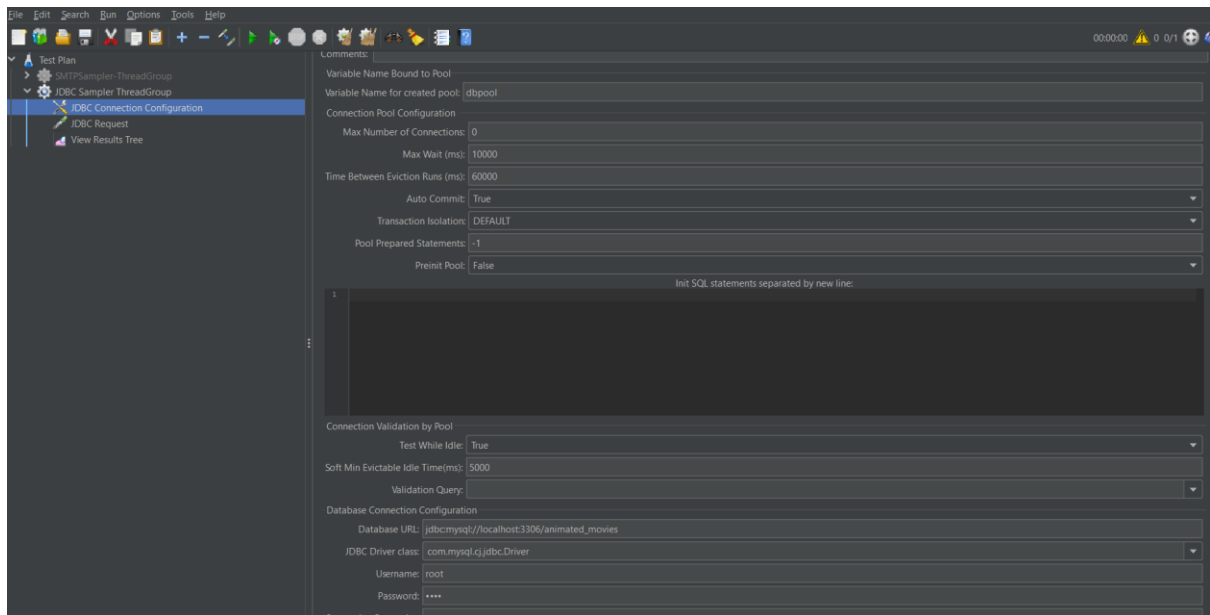 File Edit Search Run Options Tools Help
00:00:00 0 0/1
Test Plan
SMTPSampler-ThreadGroup
JDBC Sampler ThreadGroup
JDBC Connection Configuration
JDBC Request
View Results Tree
Comments:
Variable Name Bound to Pool
Variable Name for created pool: dbpool
Connection Pool Configuration
Max Number of Connections: 0
Max Wait (ms): 10000
Time Between Eviction Runs (ms): 60000
Auto Commit: True
Transaction Isolation: DEFAULT
Pool Prepared Statements: -1
Preinit Pool: False
Init SQL statements separated by new line:
1
Connection Validation by Pool
Test While Idle: True
Soft Min Evictable Idle Time(ms): 5000
Validation Query:
Database Connection Configuration
Database URL: jdbc:mysql://localhost:3306/animated_movies
JDBC Driver class: com.mysql.cj.jdbc.Driver
Username: root
Password: ••••